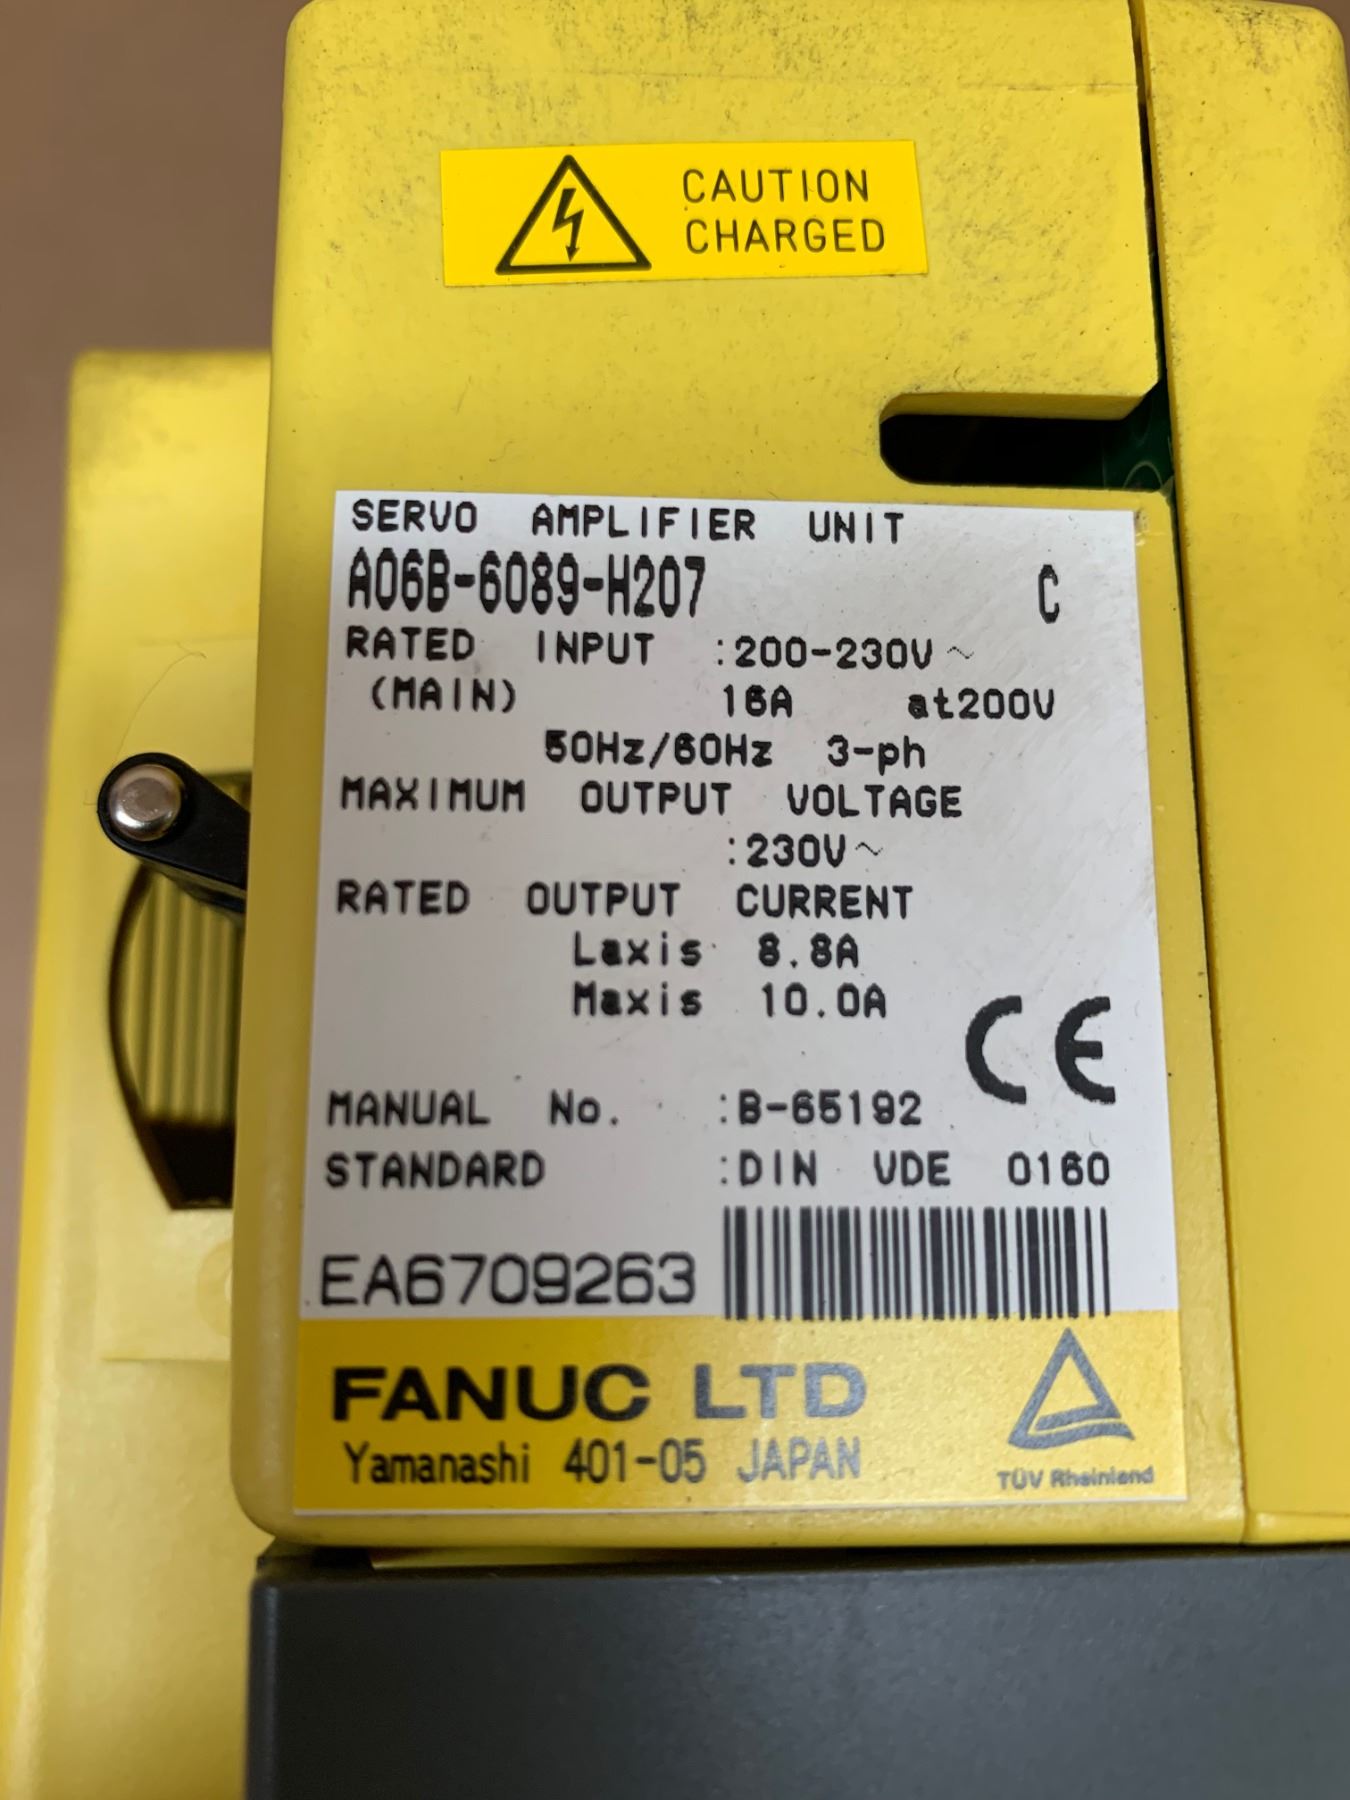 CAUTION
CHARGED
SERVO AMPLIFIER UNIT
A06B-6089-H207 C
RATED INPUT :200-230V~
(MAIN) 16A at200V
50Hz/60Hz 3-ph
MAXIMUM OUTPUT VOLTAGE
:230V~
RATED OUTPUT CURRENT
Laxis 8.8A
Maxis 10.0A
CE
MANUAL No. :B-65192
STANDARD :DIN VDE 0160
EA6709263
FANUC LTD
Yamanashi 401-05 JAPAN
TÜV Rheinland